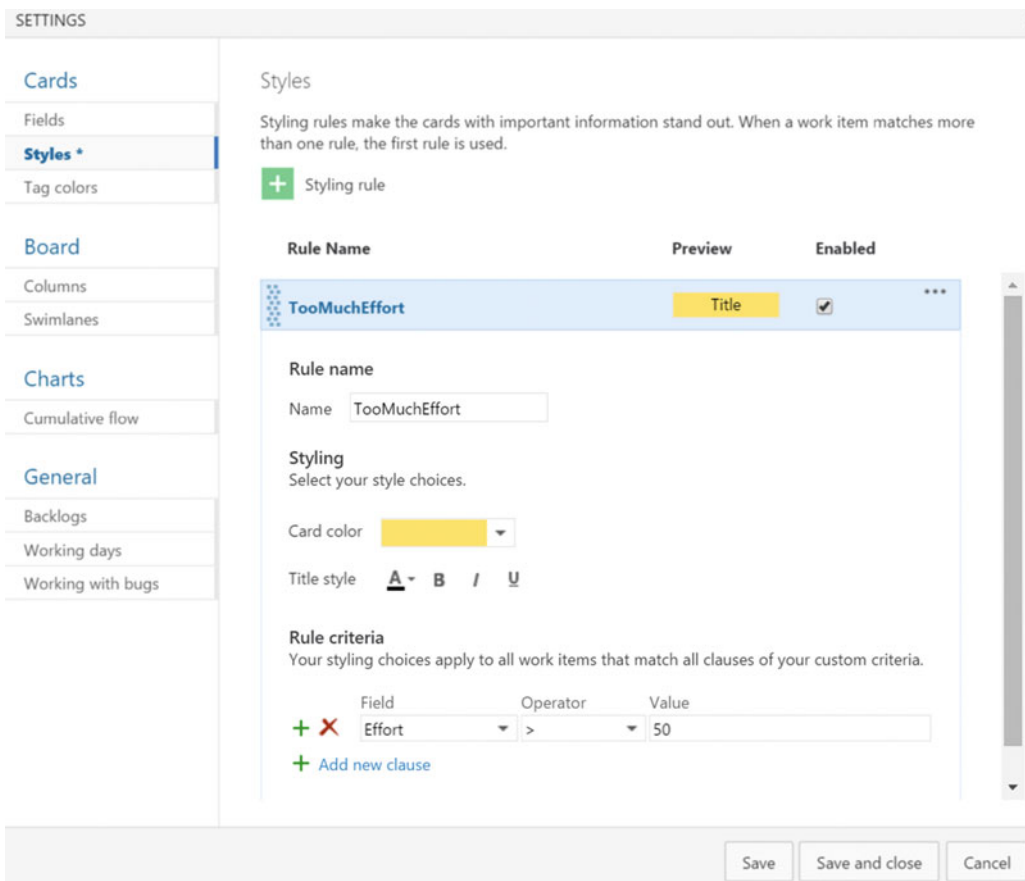 SETTINGS
Cards
Fields
Styles *
Tag colors
Board
Columns
Swimlanes
Charts
Cumulative flow
General
Backlogs
Working days
Working with bugs
Styles
Styling rules make the cards with important information stand out. When a work item matches more
than one rule, the first rule is used.
+ Styling rule
Rule Name Preview Enabled
TooMuchEffort Title ...
Rule name
Name TooMuchEffort
Styling
Select your style choices.
Card color
Title style A B I U
Rule criteria
Your styling choices apply to all work items that match all clauses of your custom criteria.
Field Operator Value
Effort > 50
+ Add new clause
Save Save and close Cancel